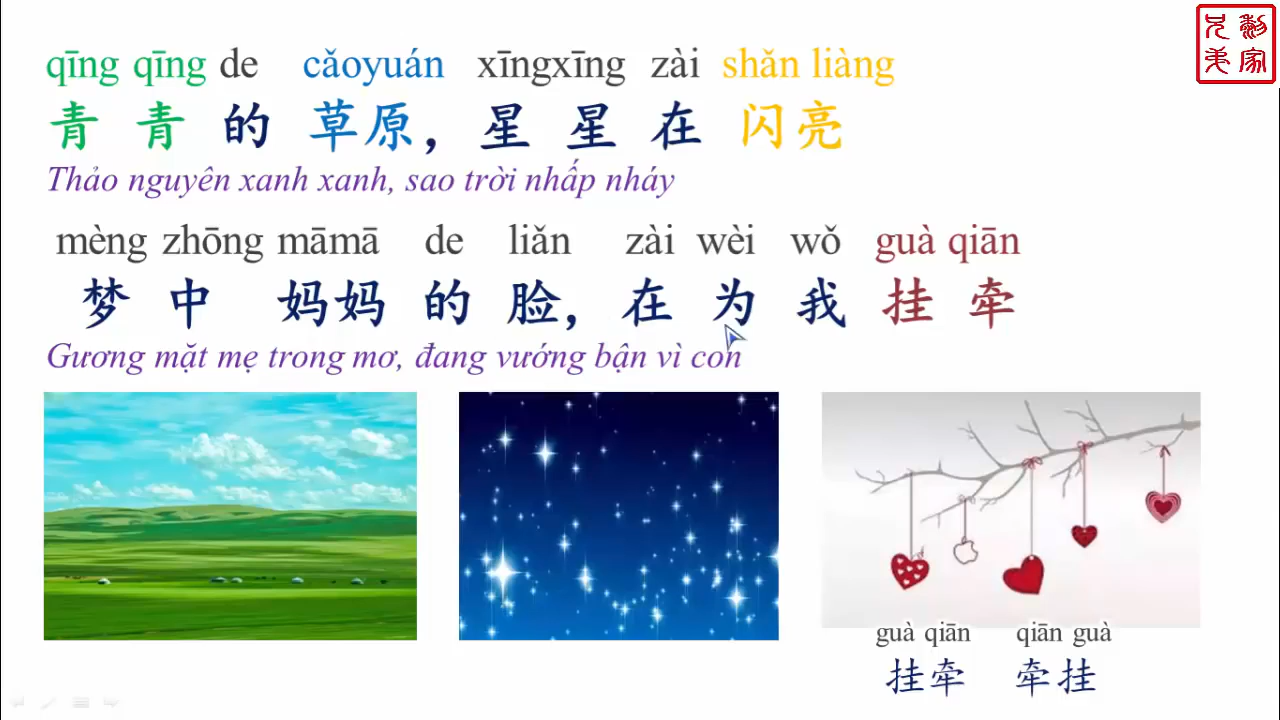 qīng qīng de cǎoyuán xīngxīng zài shǎn liàng
青 青 的 草原，星 星 在 闪亮
Thảo nguyên xanh xanh, sao trời nhấp nháy
mèng zhōng māmā de liǎn zài wèi wǒ guà qiān
梦 中 妈妈 的 脸，在 为 我 挂 牵
Gương mặt mẹ trong mơ, đang vướng bận vì con
guà qiān qiān guà
挂牵 牵挂